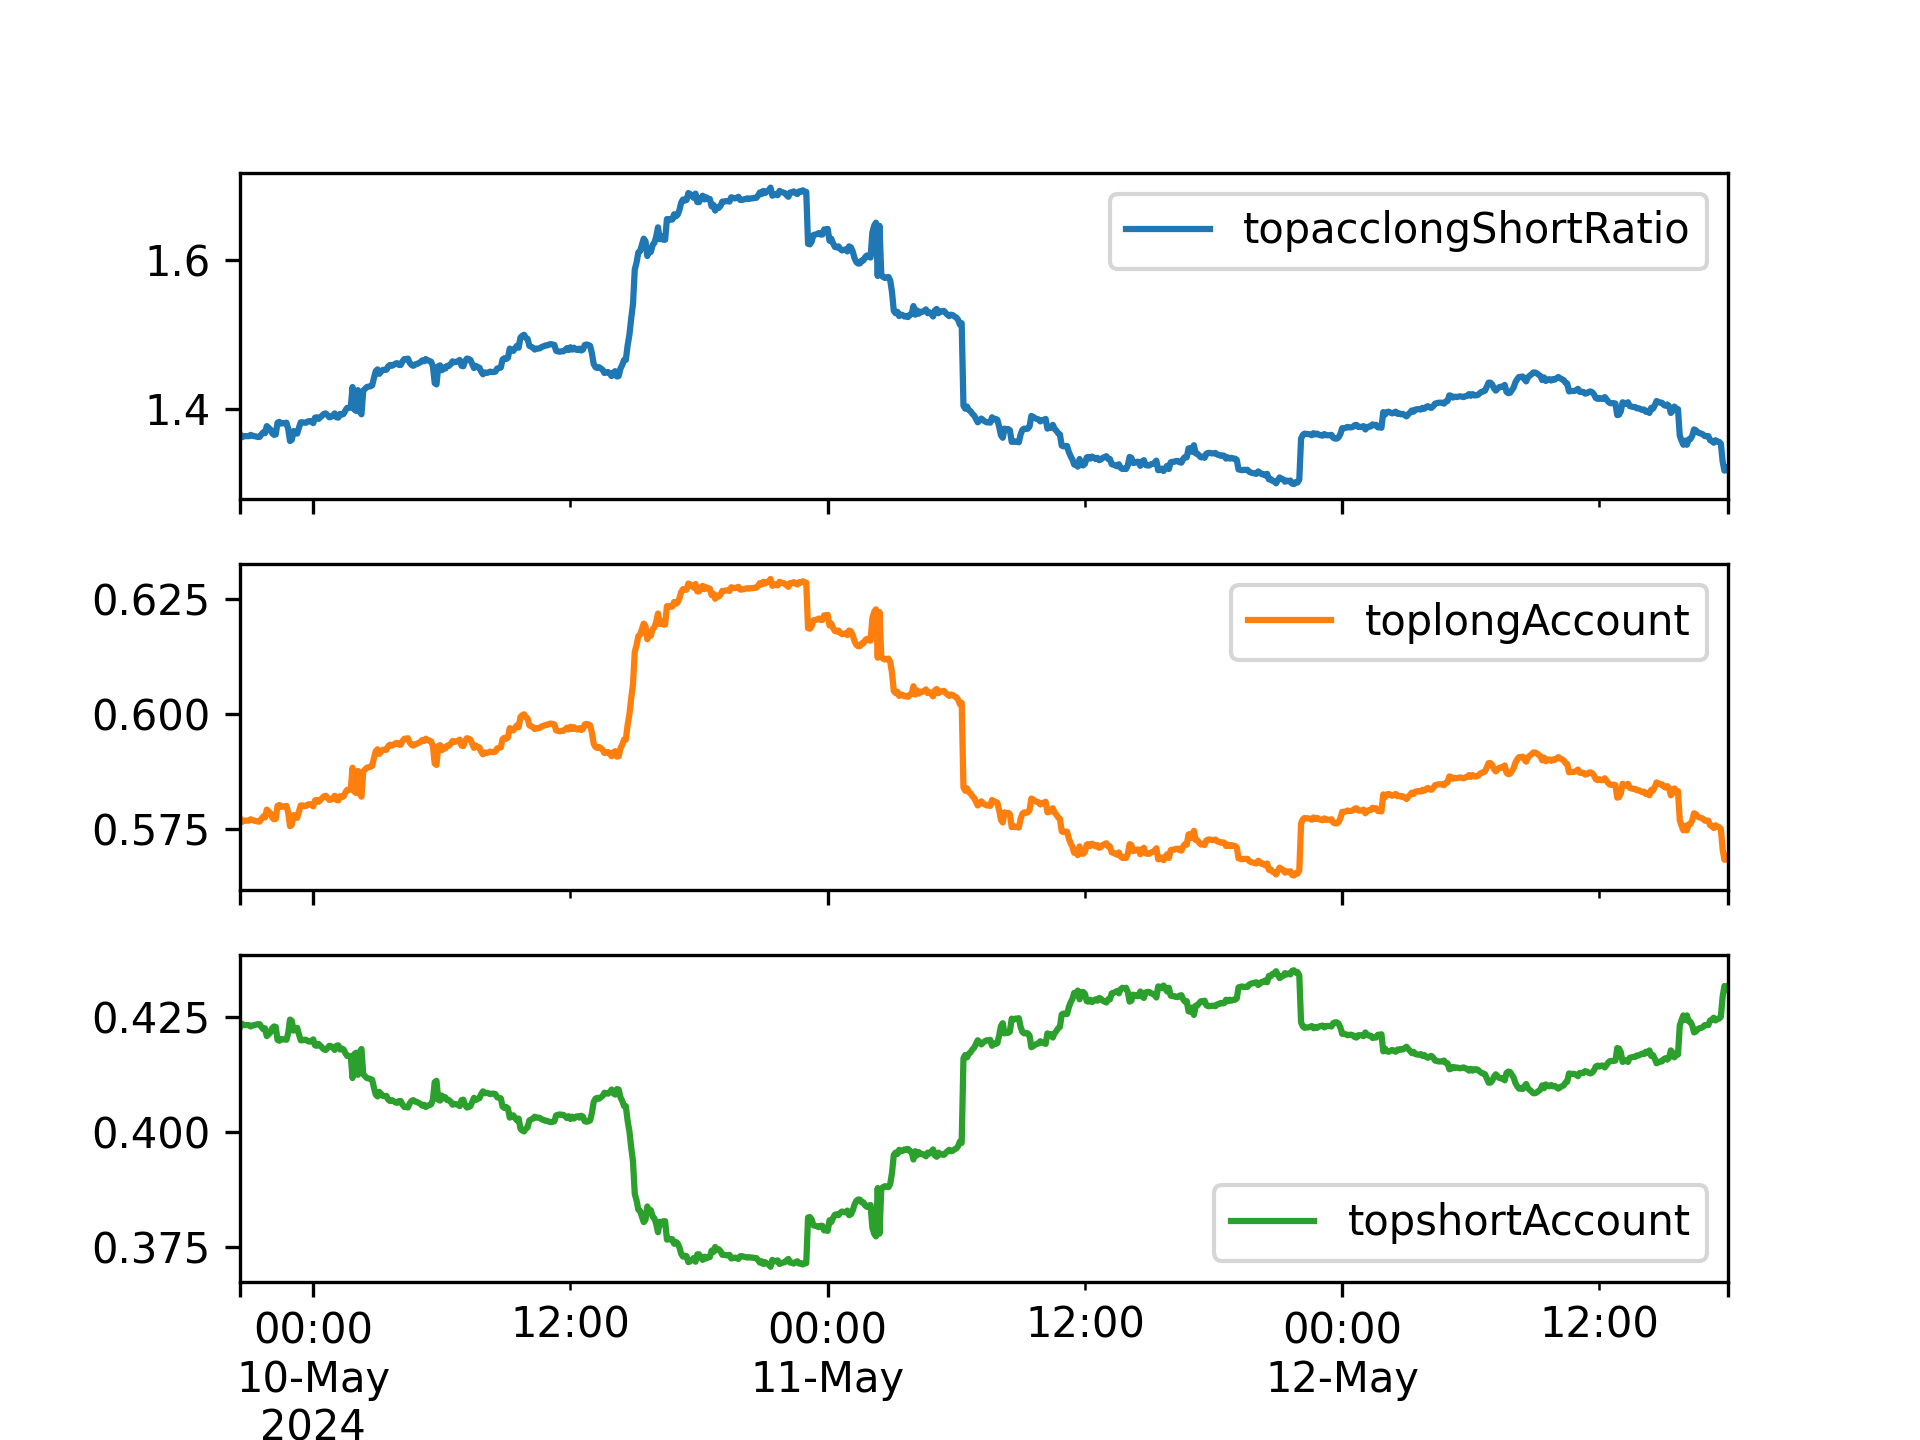 topacclongShortRatio
1.6
1.4
0.625
toplongAccount
0.600
0.575
0.425
0.400
topshortAccount
0.375
00:00 12:00 00:00 12:00 00:00 12:00
10-May 11-May 12-May
2024